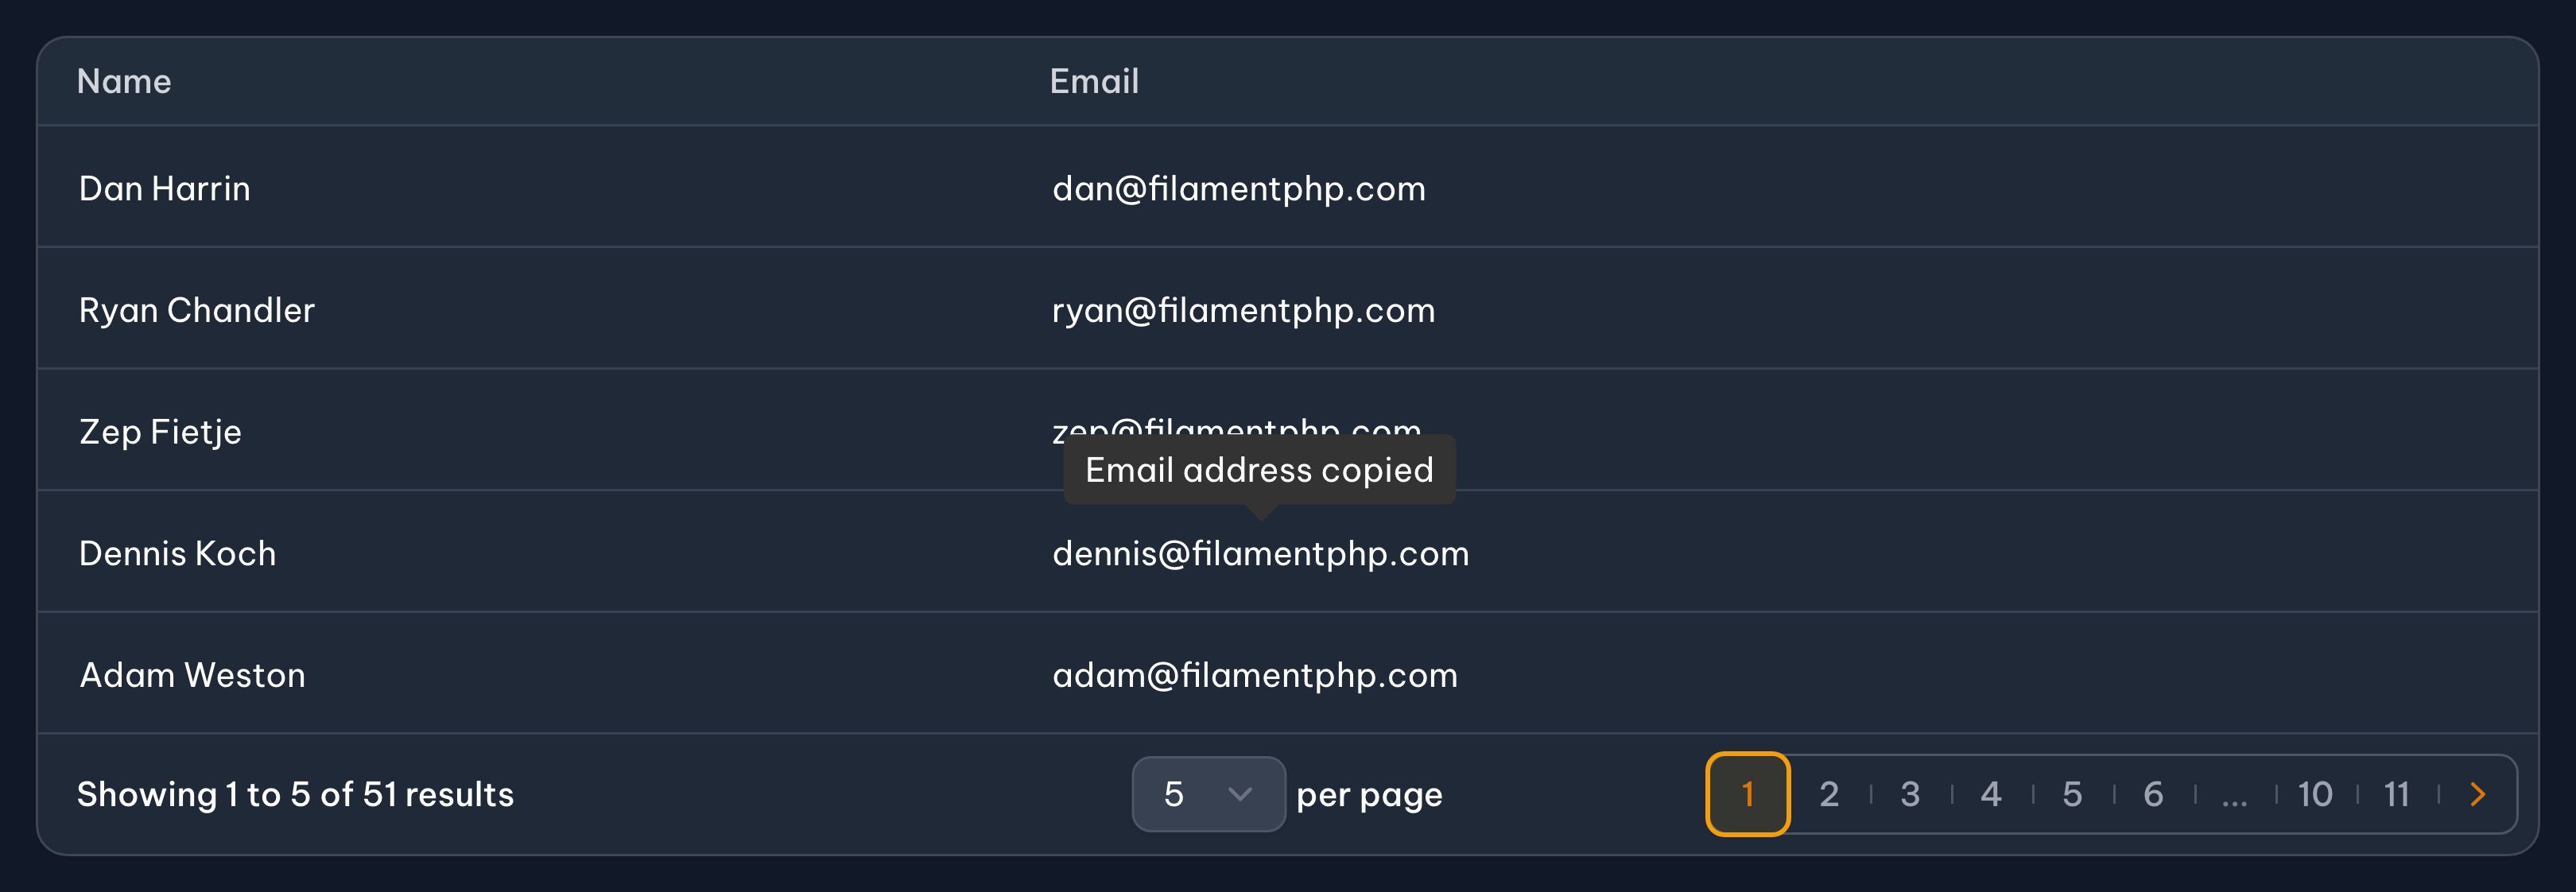 Name Email
Dan Harrin dan@filamentphp.com
Ryan Chandler ryan@filamentphp.com
Zep Fietje zep@filamentphp.com
Email address copied
Dennis Koch dennis@filamentphp.com
Adam Weston adam@filamentphp.com
Showing 1 to 5 of 51 results 5 per page 1 2 3 4 5 6 ... 10 11